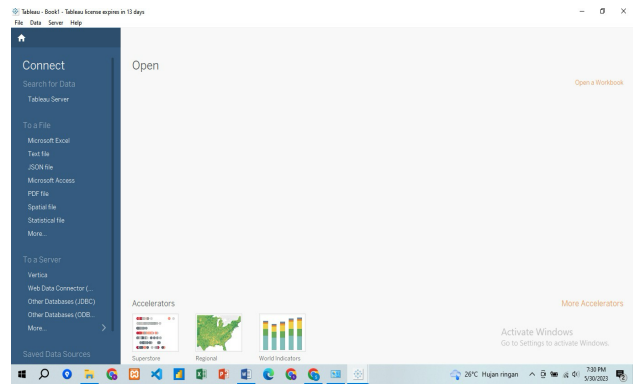 Tableau - Book1 - Tableau license expires in 13 days
File Data Server Help
Connect
Search for Data
Tableau Server
To a File
Microsoft Excel
Text file
JSON file
Microsoft Access
PDF file
Spatial file
Statistical file
More...
To a Server
Vertica
Web Data Connector (...
Other Databases (JDBC)
Other Databases (ODB...
More...
Saved Data Sources
Open
Open a Workbook
Accelerators
More Accelerators
Superstore
Regional
World Indicators
Activate Windows
Go to Settings to activate Windows.
26°C Hujan ringan
7:30 PM
5/30/2023